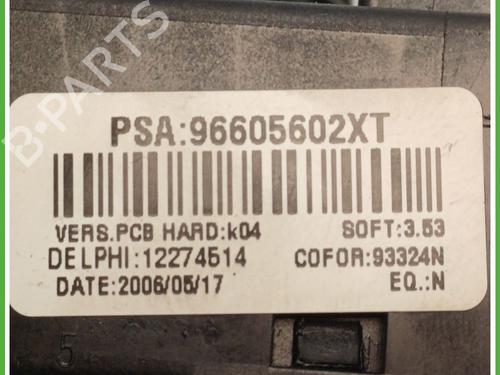 B-PARTS
PSA:96605602XT
VERS.PCB HARD:k04 SOFT:3.53
DELPHI:12274514 COFOR:93324N
DATE:2006/05/17 EQ.:N
5